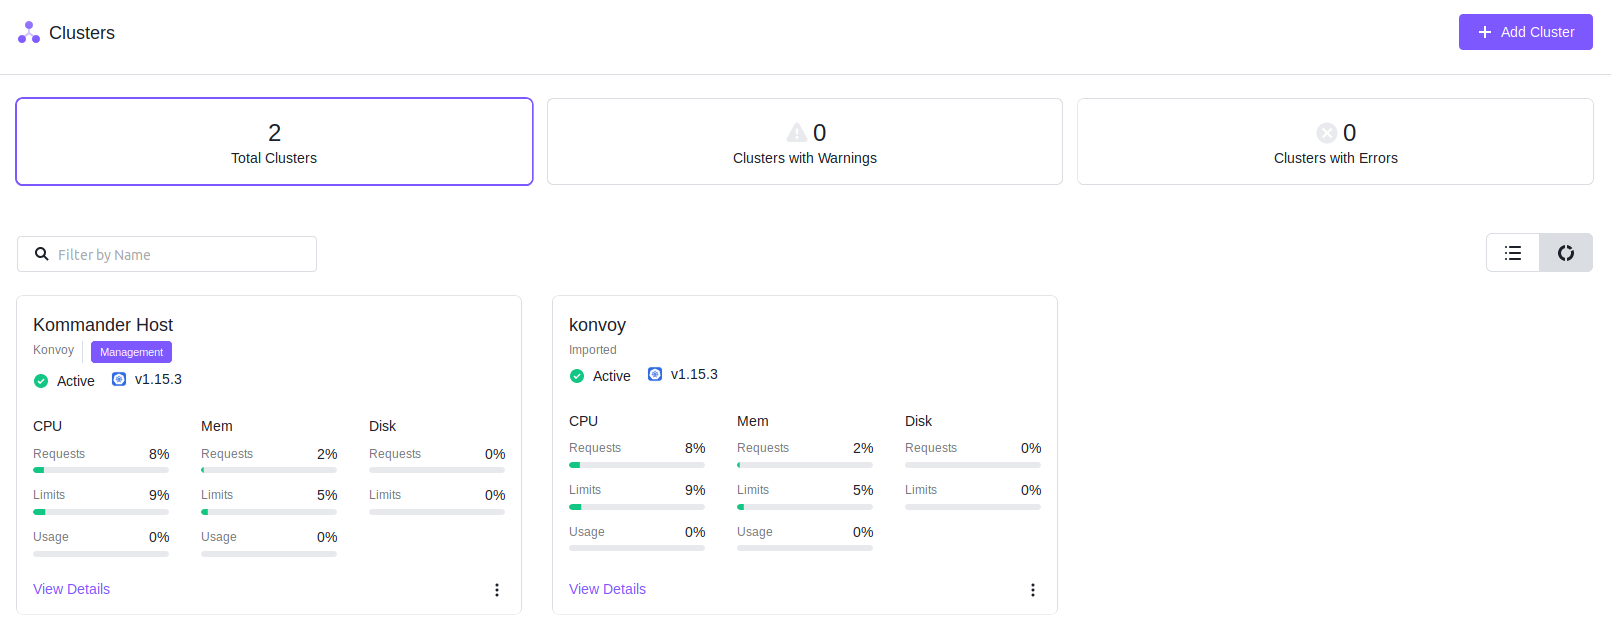 Clusters
Add Cluster
2
Total Clusters
0
Clusters with Warnings
0
Clusters with Errors
Filter by Name
Kommander Host
Konvoy Management
Active v1.15.3
CPU Mem Disk
Requests 8% Requests 2% Requests 0%
Limits 9% Limits 5% Limits 0%
Usage 0% Usage 0%
View Details
konvoy
Imported
Active v1.15.3
CPU Mem Disk
Requests 8% Requests 2% Requests 0%
Limits 9% Limits 5% Limits 0%
Usage 0% Usage 0%
View Details